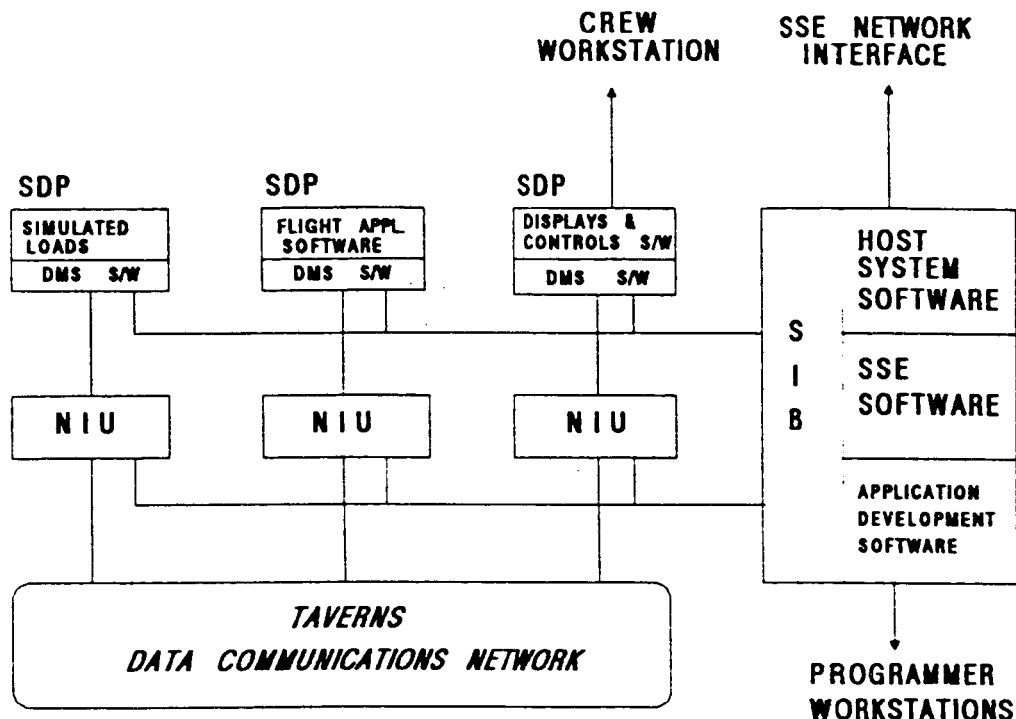 CREW
WORKSTATION
SSE NETWORK
INTERFACE
SDP
SDP
SDP
SIMULATED
LOADS
DMS S/W
FLIGHT APPL.
SOFTWARE
DMS S/W
DISPLAYS &
CONTROLS S/W
DMS S/W
HOST
SYSTEM
SOFTWARE
SIB
SSE
SOFTWARE
APPLICATION
DEVELOPMENT
SOFTWARE
NIU
NIU
NIU
TAVERNS
DATA COMMUNICATIONS NETWORK
PROGRAMMER
WORKSTATIONS